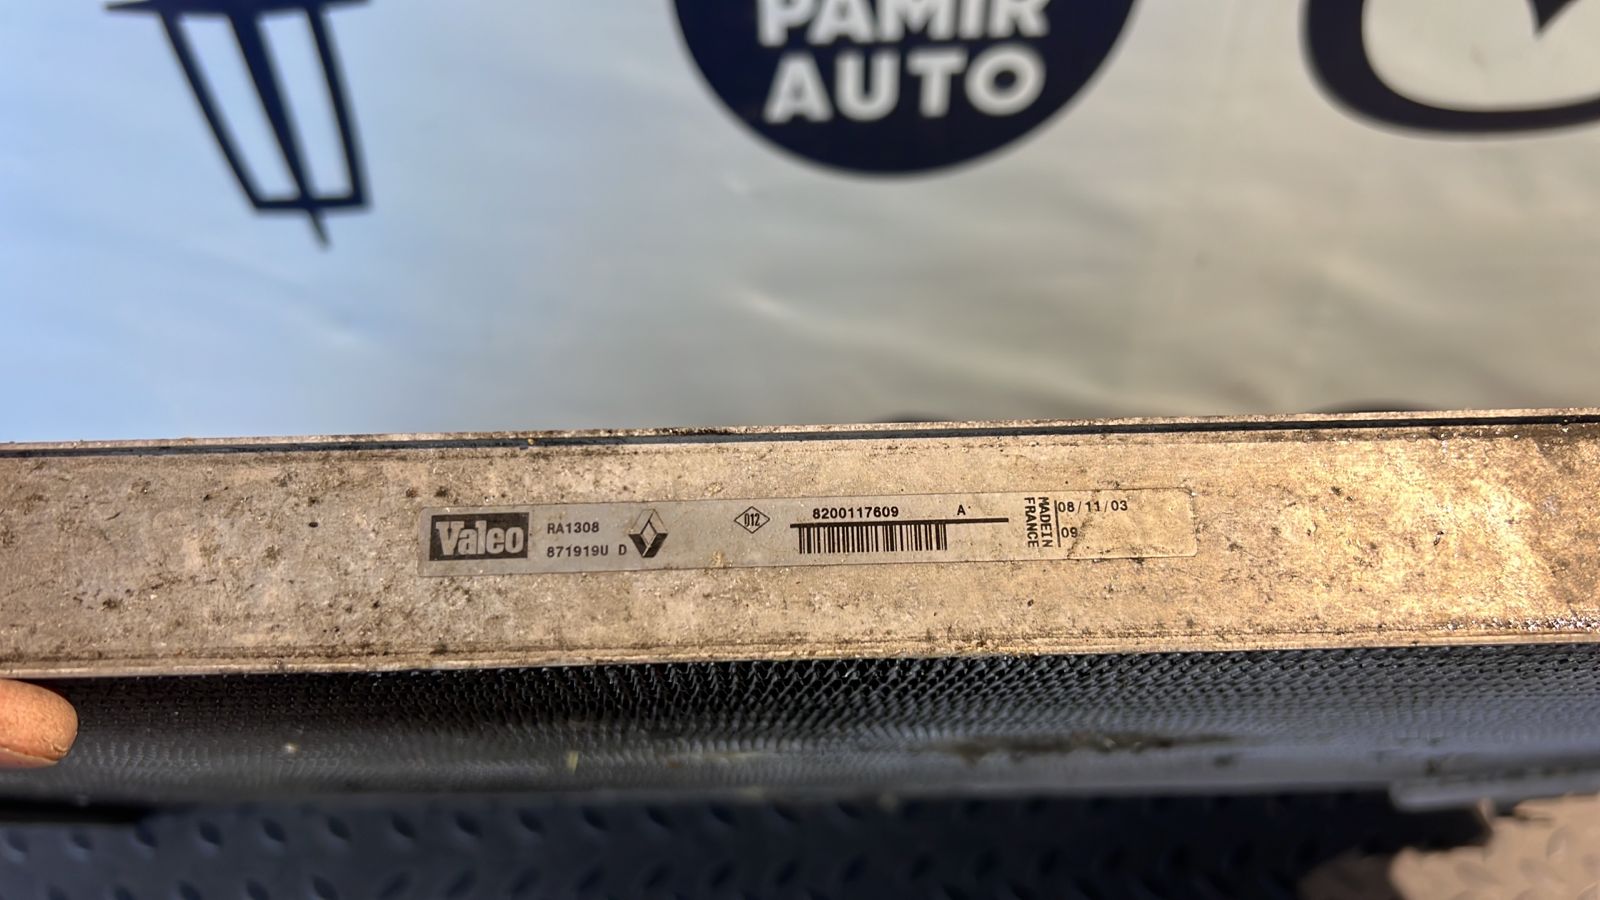 PAMIR
AUTO
Valeo
RA1308
871919U D
D12
8200117609 A
MADE IN
FRANCE
08/11/03
09